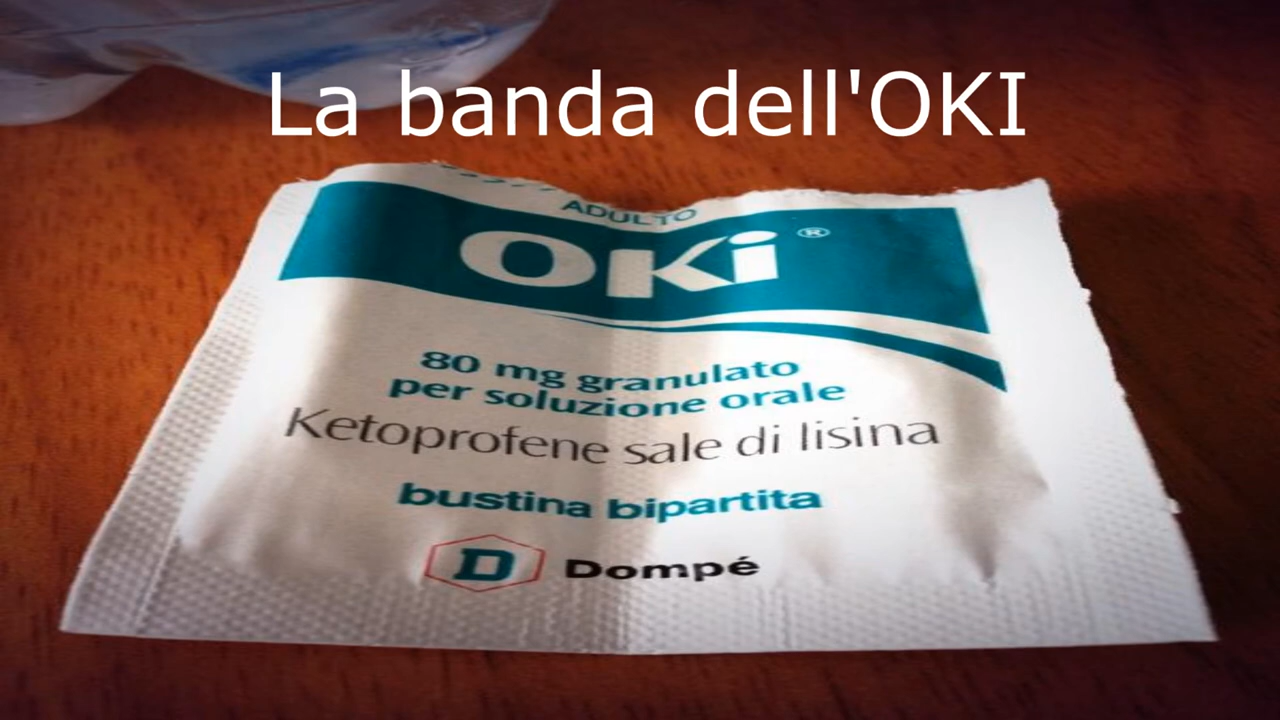 La banda dell'OKI
ADULTO
OKi ®
80 mg granulato
per soluzione orale
Ketoprofene sale di lisina
bustina bipartita
D Dompé